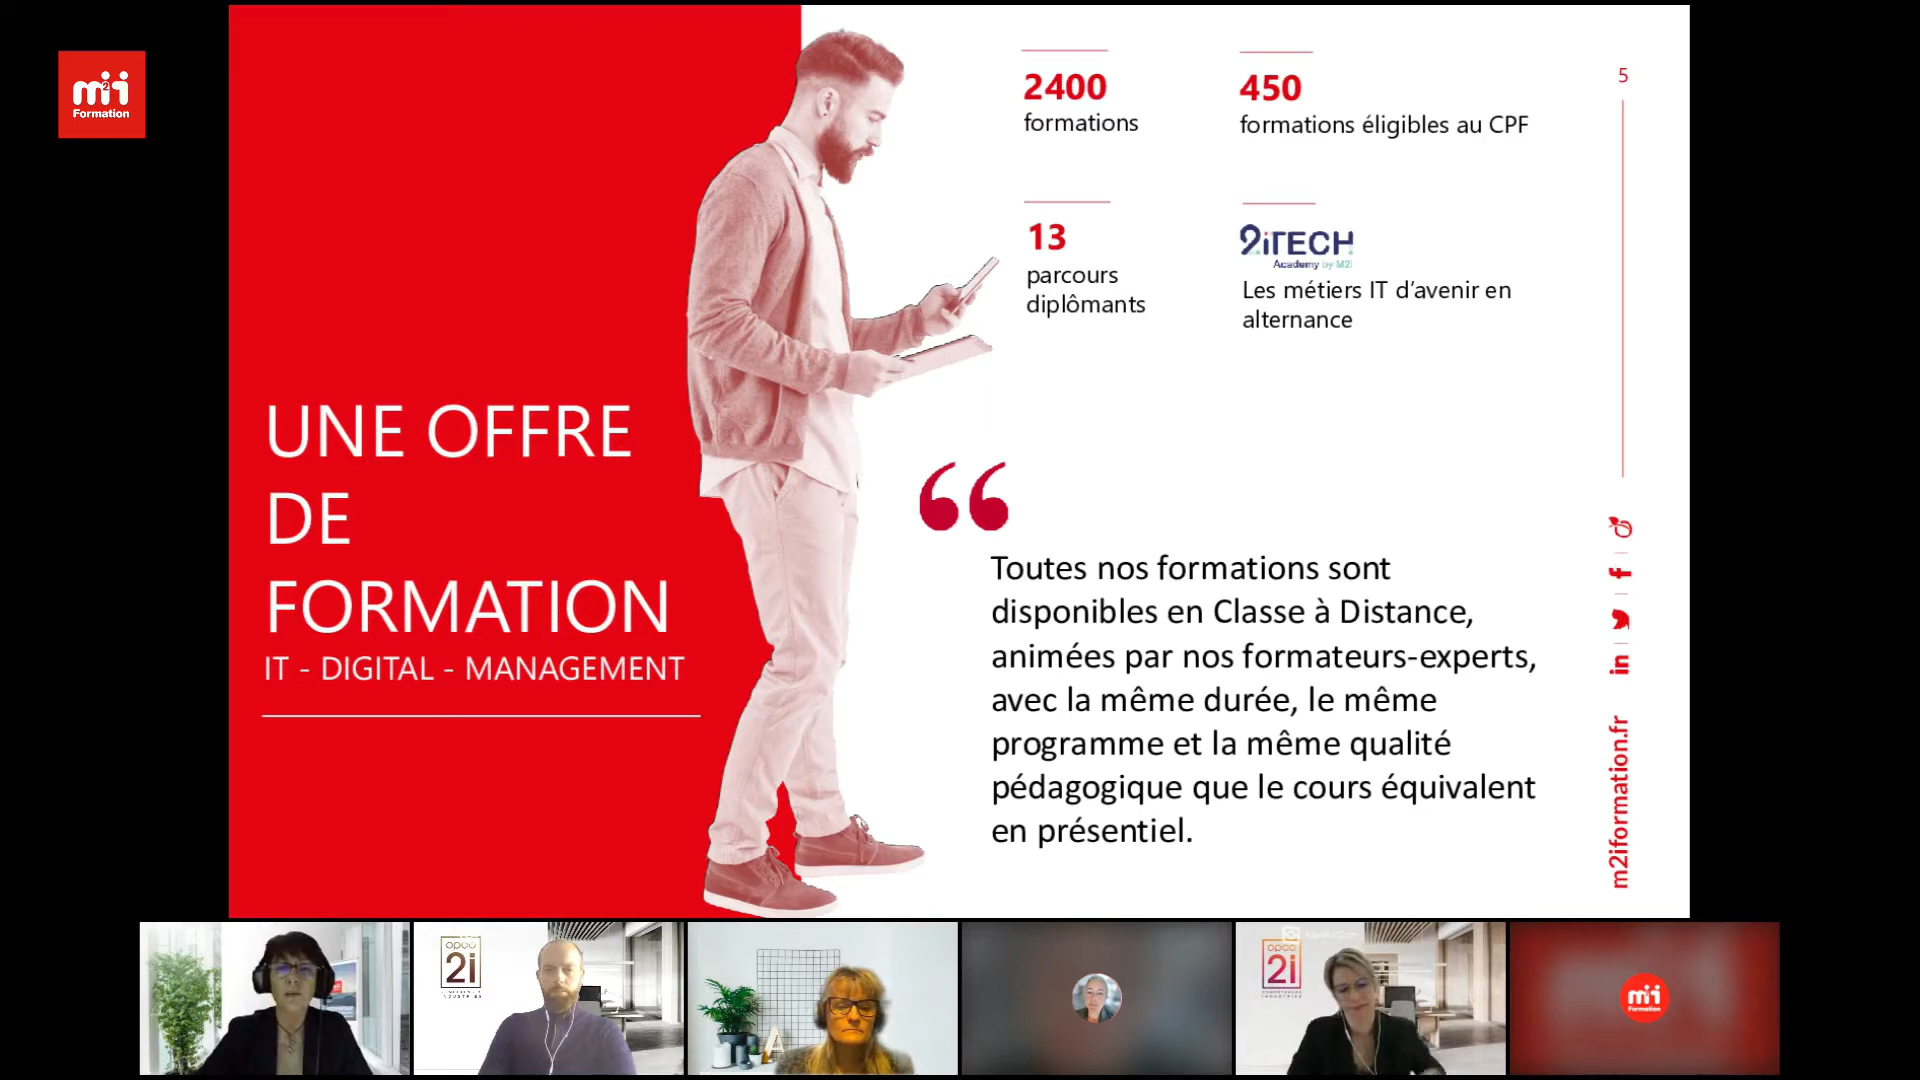 m2i
Formation
UNE OFFRE
DE
FORMATION
IT - DIGITAL - MANAGEMENT
2400
formations
450
formations éligibles au CPF
13
parcours
diplômants
2iTECH
Academy by M2i
Les métiers IT d’avenir en
alternance
“
Toutes nos formations sont
disponibles en Classe à Distance,
animées par nos formateurs-experts,
avec la même durée, le même
programme et la même qualité
pédagogique que le cours équivalent
en présentiel.
5
f
in
m2iformation.fr
opco
2i
opco
2i
m2i
Formation